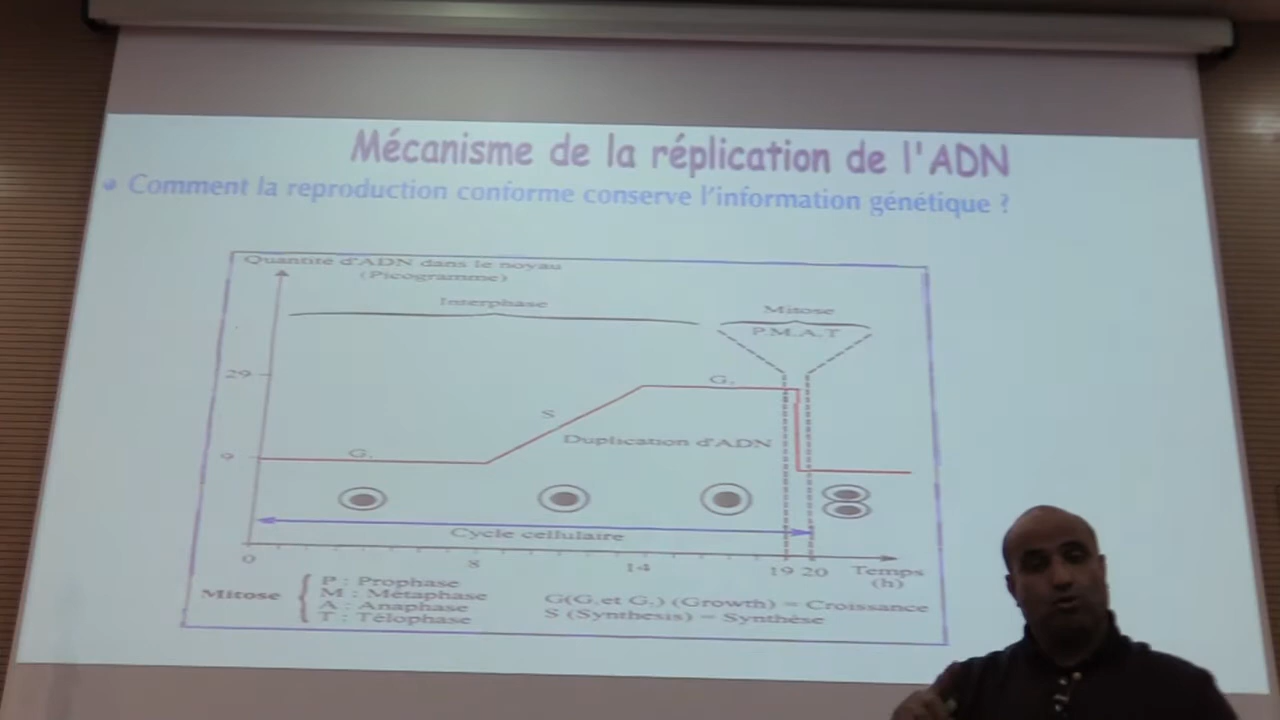 Mécanisme de la réplication de l'ADN
Comment la reproduction conforme conserve l'information génétique ?
Quantité d'ADN dans le noyau
(Picogramme)
Interphase
Mitose
P.M.A.T
29
G.
S
Duplication d'ADN
9
G.
Cycle cellulaire
0 8 14 19 20 Temps
(h)
Mitose
P : Prophase
M : Métaphase
A : Anaphase
T : Télophase
G(G. et G.) (Growth) = Croissance
S (Synthesis) = Synthèse